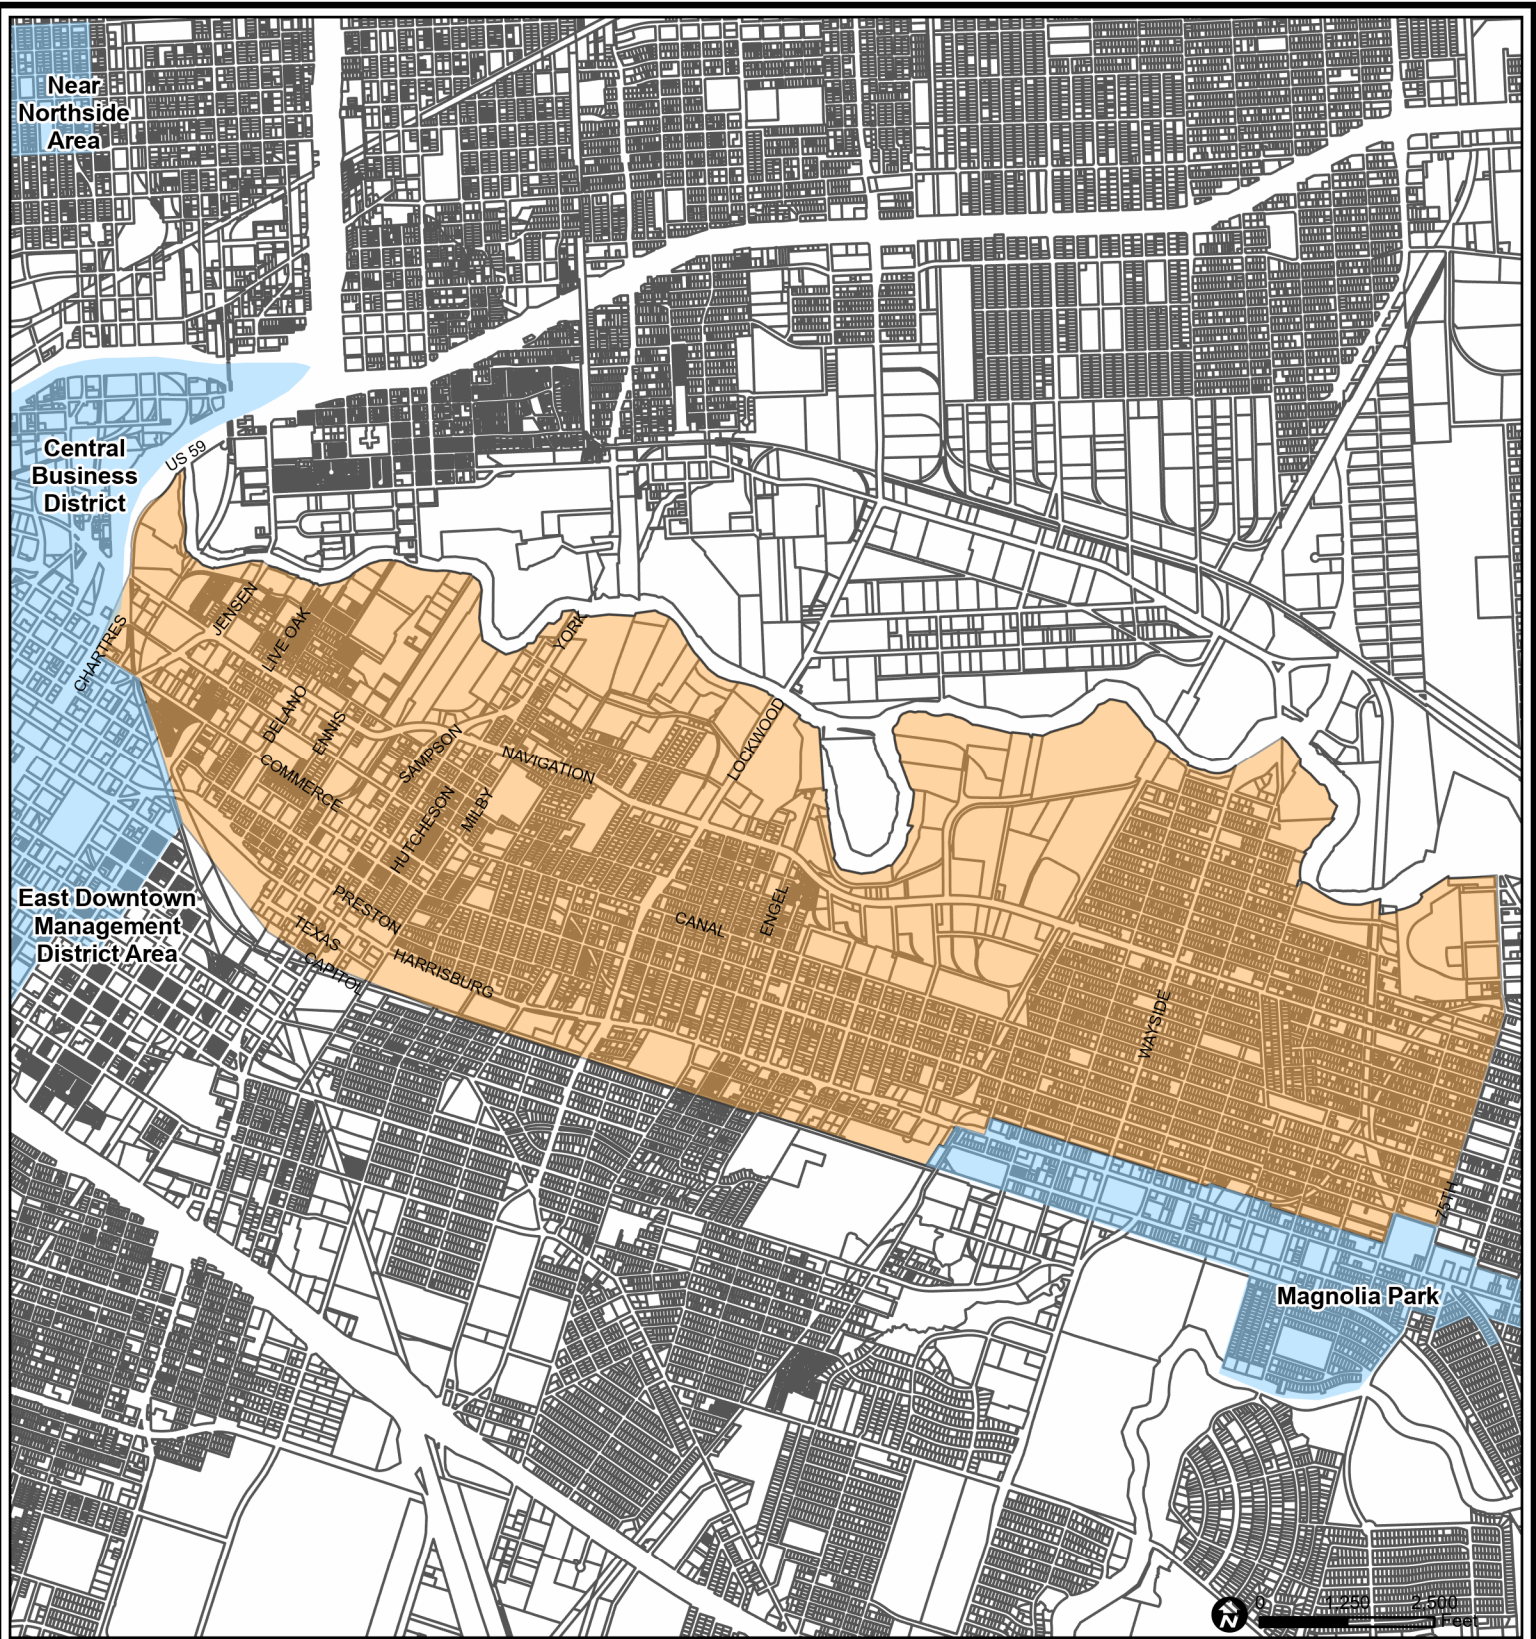 Near
Northside
Area
Central
Business
District
US 59
JENSEN
LIVE OAK
YORK
CHARTRES
DELANO
ENNIS
SAMPSON
LOCKWOOD
NAVIGATION
COMMERCE
HUTCHESON
MILBY
East Downtown
Management
District Area
PRESTON
TEXAS
CAPITOL
HARRISBURG
CANAL
ENGEL
WAYSIDE
75TH
Magnolia Park
N
0 1,250 2,500
Feet